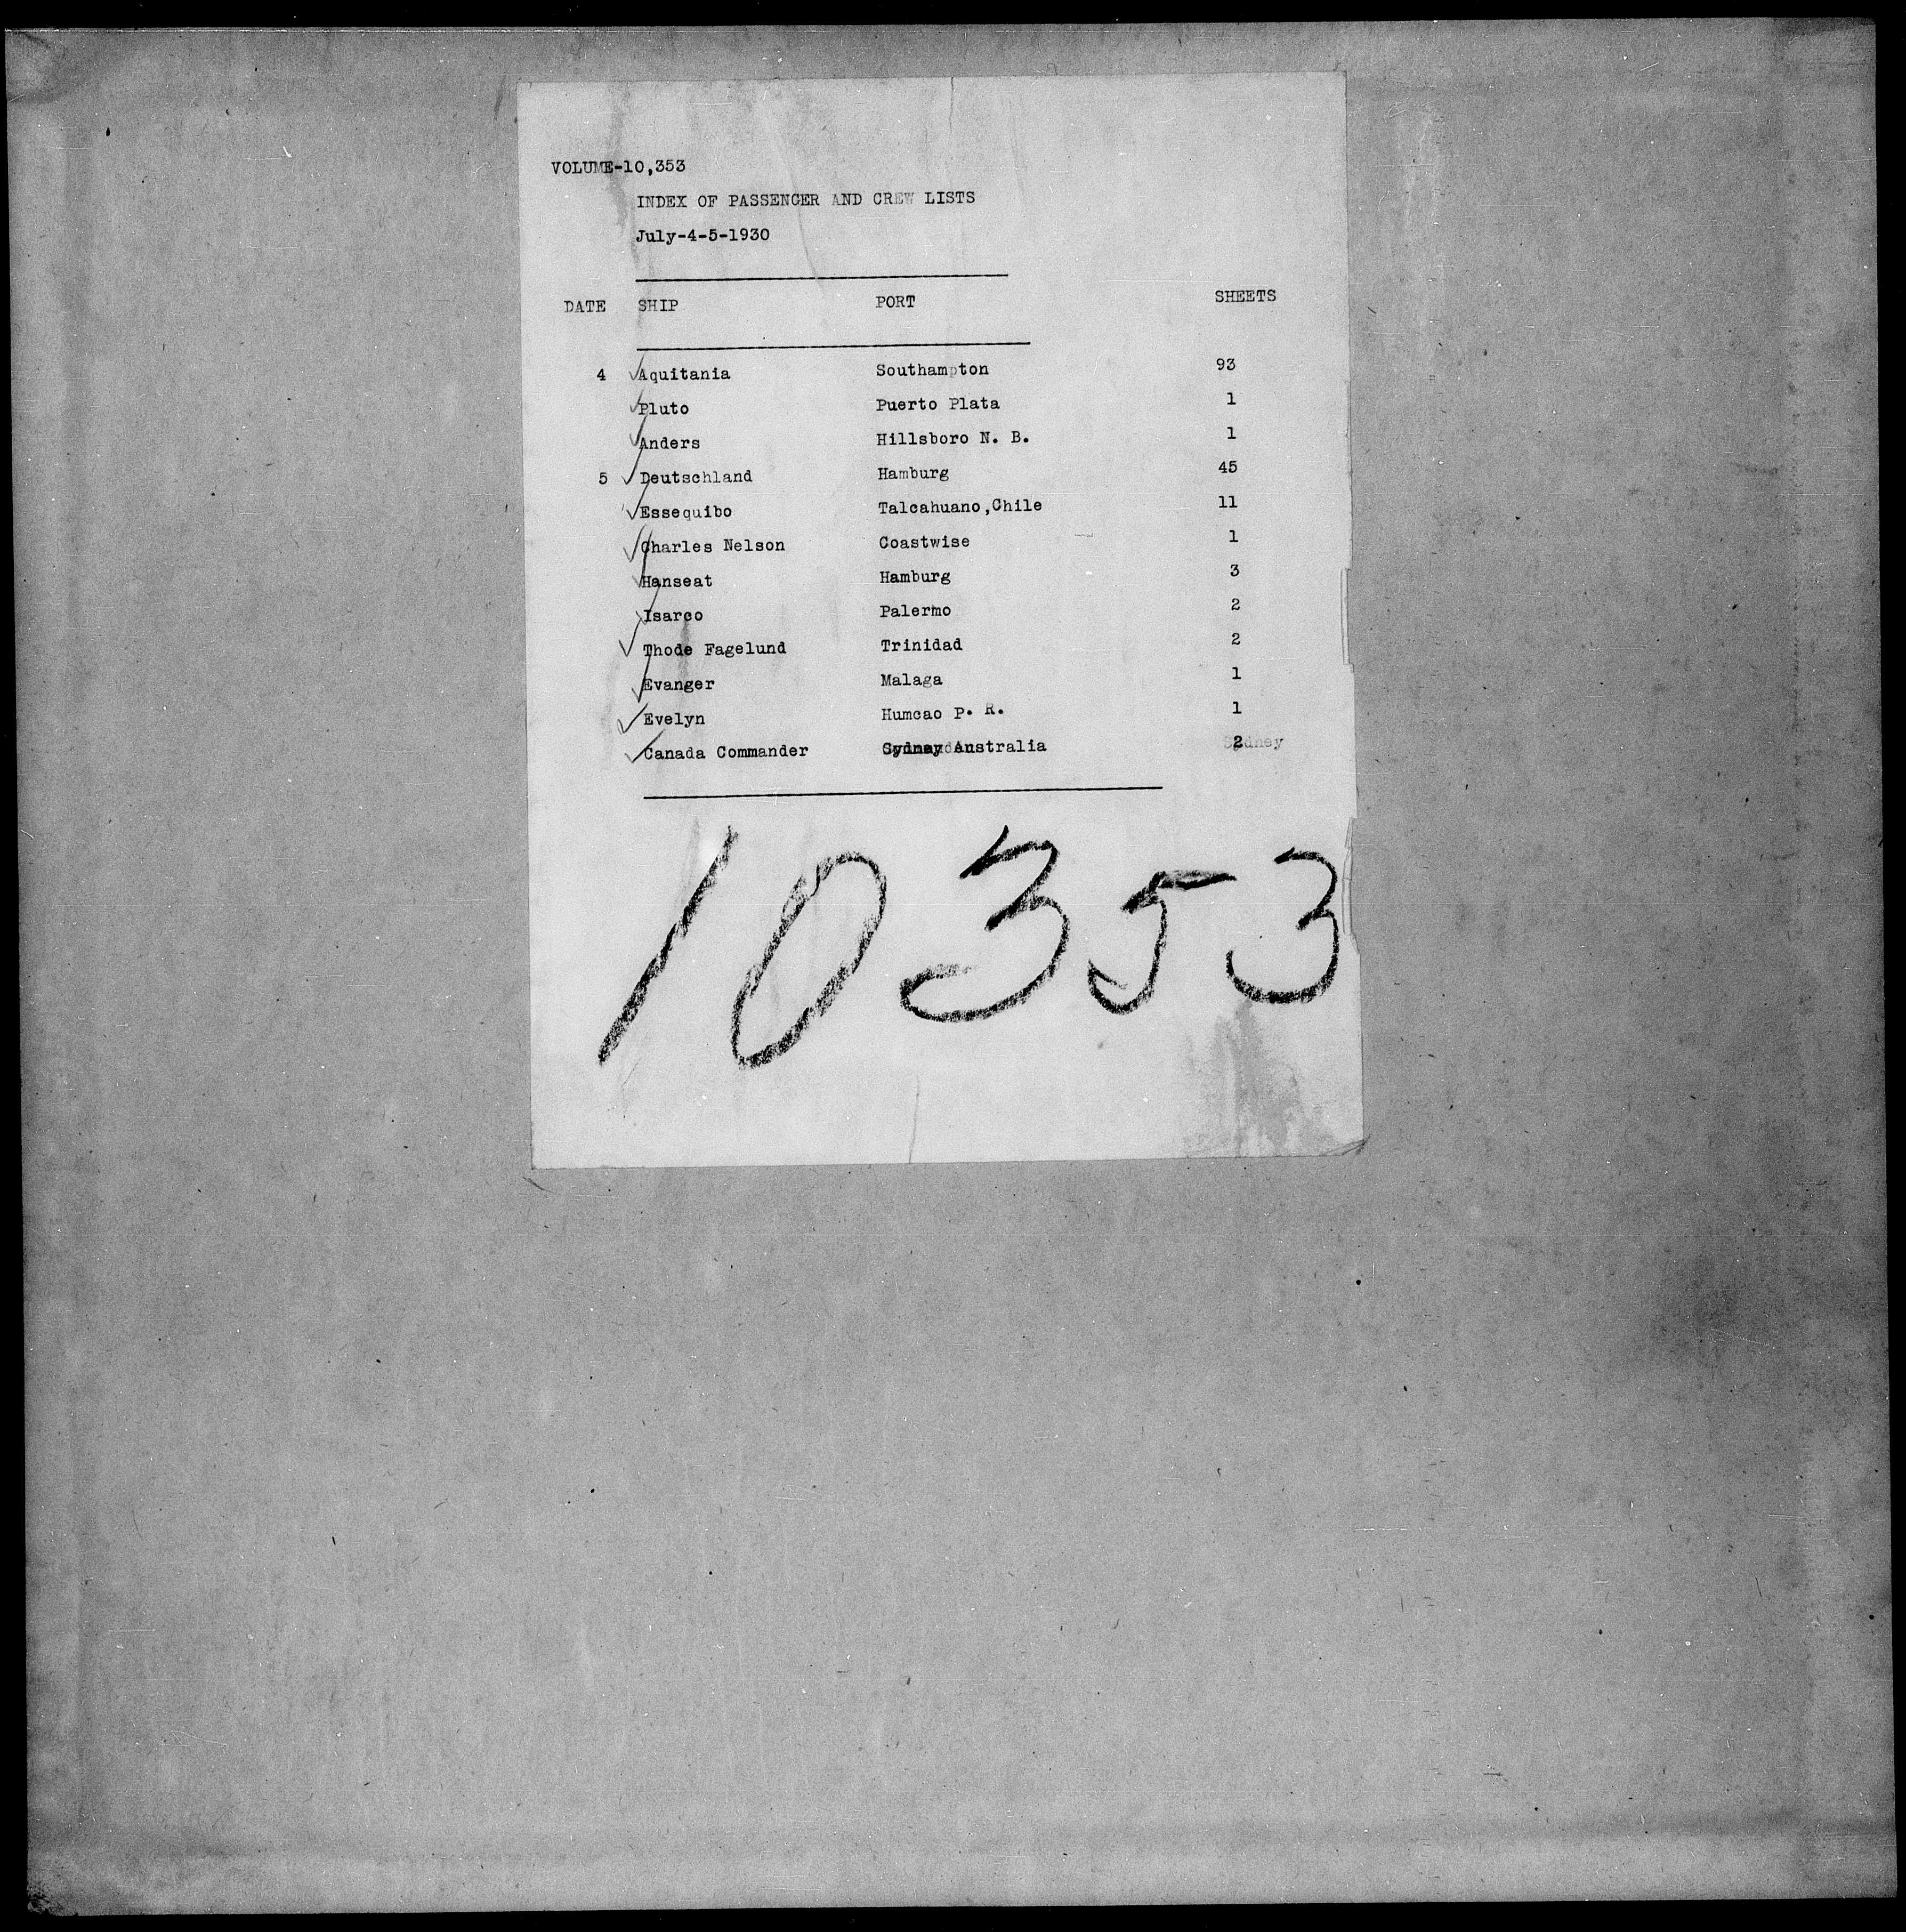 VOLUME-10,353
INDEX OF PASSENGER AND CREW LISTS
July-4-5-1930
DATE SHIP PORT SHEETS
4 Aquitania Southampton 93
Pluto Puerto Plata 1
Anders Hillsboro N. B. 1
5 Deutschland Hamburg 45
Essequibo Talcahuano,Chile 11
Charles Nelson Coastwise 1
Hanseat Hamburg 3
Isarco Palermo 2
Thode Fagelund Trinidad 2
Evanger Malaga 1
Evelyn Humcao P. R. 1
Canada Commander Sydney Australia 2
10353